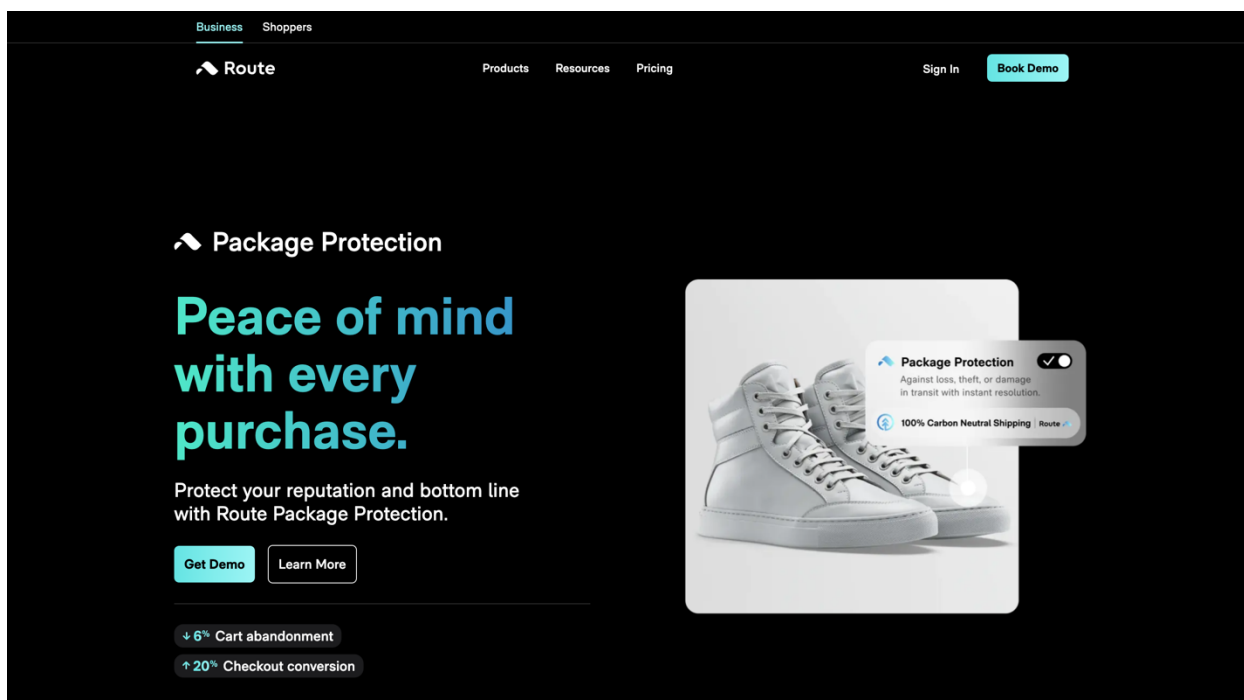 Business Shoppers
Route Products Resources Pricing Sign In Book Demo
Package Protection
Peace of mind
with every
purchase.
Protect your reputation and bottom line
with Route Package Protection.
Get Demo Learn More
↓ 6% Cart abandonment
↑ 20% Checkout conversion
Package Protection
Against loss, theft, or damage
in transit with instant resolution.
100% Carbon Neutral Shipping | Route